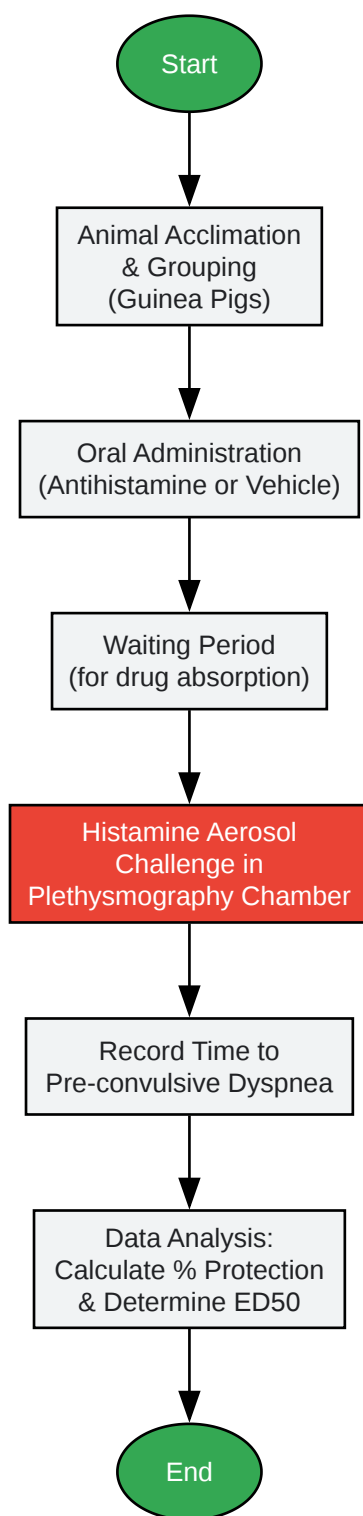 Start
Animal Acclimation
& Grouping
(Guinea Pigs)
Oral Administration
(Antihistamine or Vehicle)
Waiting Period
(for drug absorption)
Histamine Aerosol
Challenge in
Plethysmography Chamber
Record Time to
Pre-convulsive Dyspnea
Data Analysis:
Calculate % Protection
& Determine ED50
End